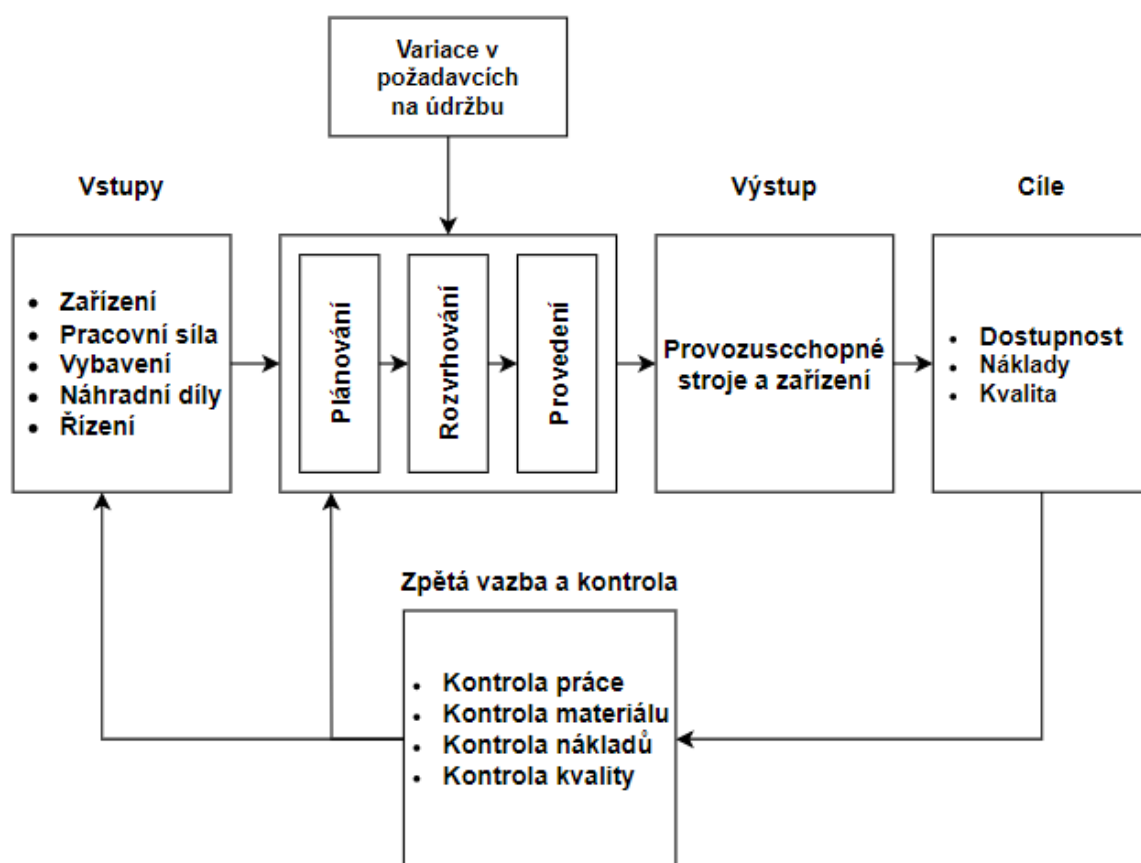 Variace v
požadavcích
na údržbu
Vstupy
Výstup
Cíle
Zařízení
Pracovní síla
Vybavení
Náhradní díly
Řízení
Plánování
Rozvrhování
Provedení
Provozuscchopné
stroje a zařízení
Dostupnost
Náklady
Kvalita
Zpětá vazba a kontrola
Kontrola práce
Kontrola materiálu
Kontrola nákladů
Kontrola kvality